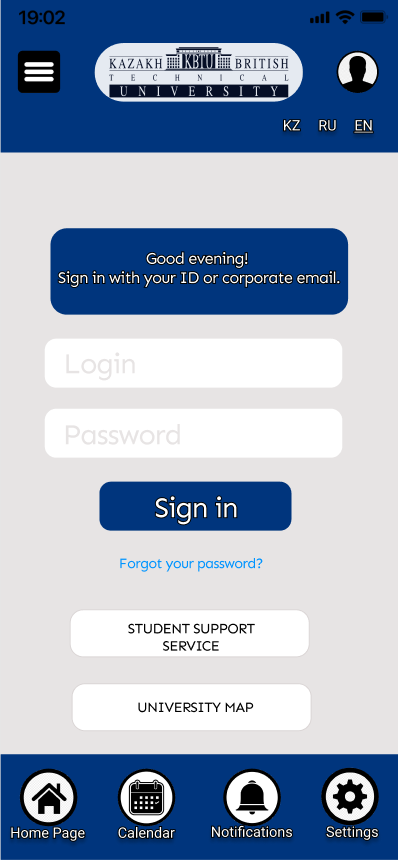 19:02
KAZAKH KBTU BRITISH
TECHNICAL
UNIVERSITY
KZ RU EN
Good evening!
Sign in with your ID or corporate email.
Login
Password
Sign in
Forgot your password?
STUDENT SUPPORT
SERVICE
UNIVERSITY MAP
Home Page Calendar Notifications Settings